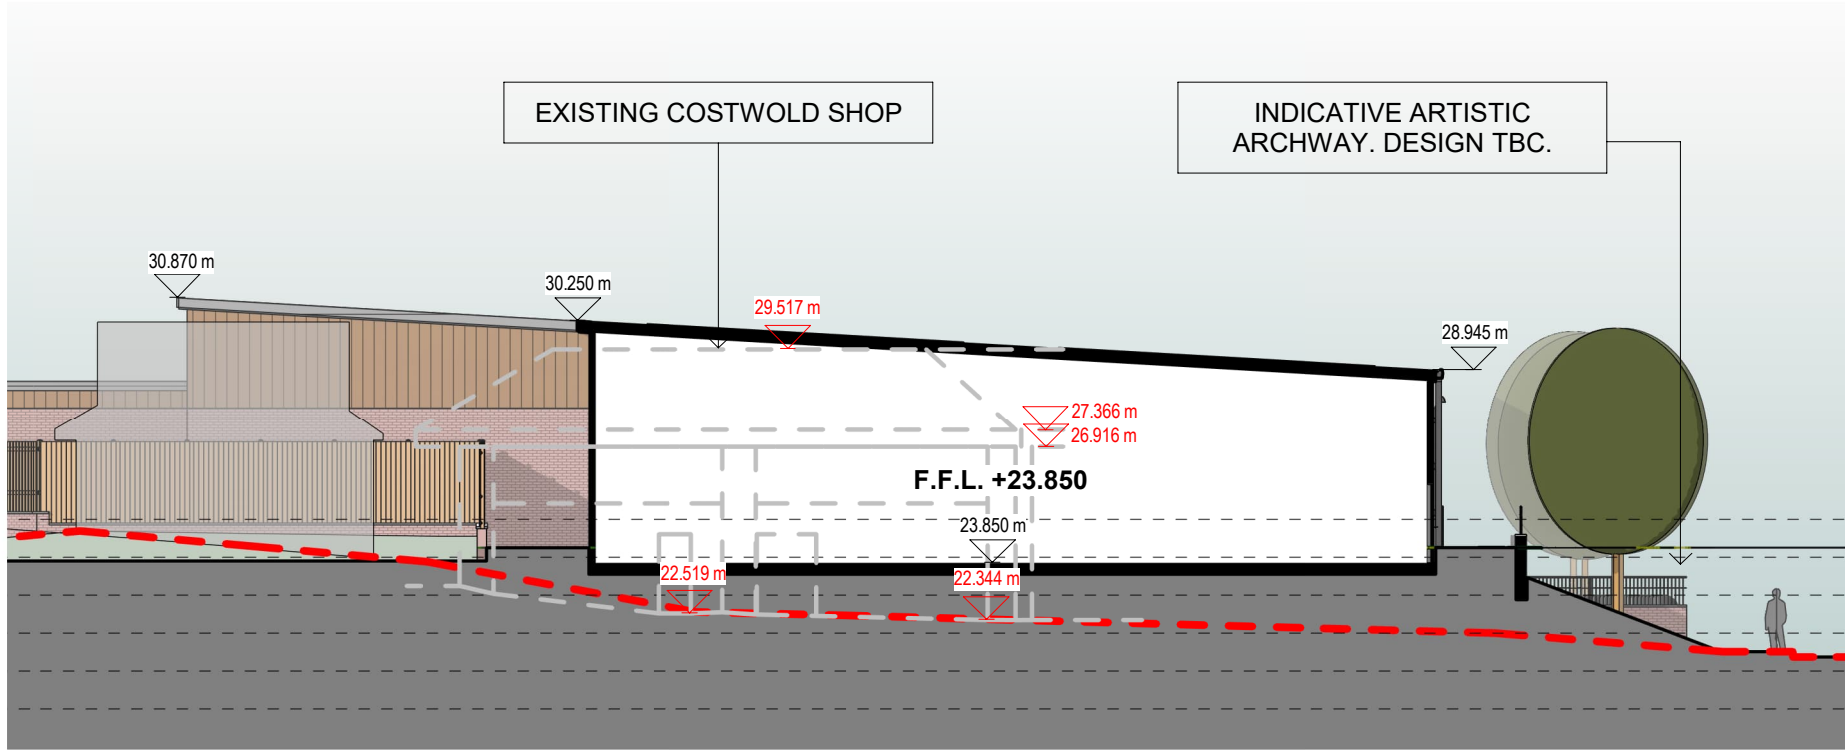 EXISTING COSTWOLD SHOP
INDICATIVE ARTISTIC
ARCHWAY. DESIGN TBC.
30.870 m
30.250 m
29.517 m
28.945 m
27.366 m
26.916 m
F.F.L. +23.850
23.850 m
22.519 m
22.344 m